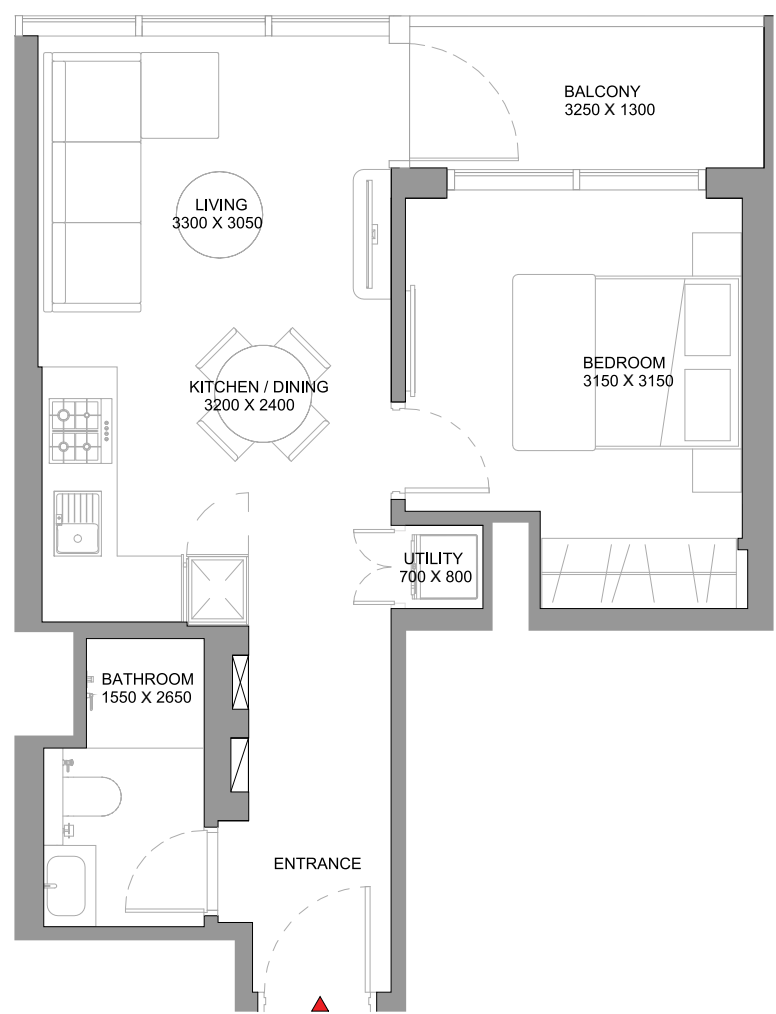 BALCONY
3250 X 1300
LIVING
3300 X 3050
BEDROOM
3150 X 3150
KITCHEN / DINING
3200 X 2400
UTILITY
700 X 800
BATHROOM
1550 X 2650
ENTRANCE